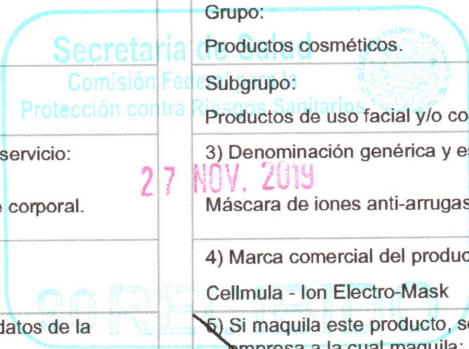 Grupo:
Secretaría de Salud
Productos cosméticos.
Comisión Federal para la
Subgrupo:
Protección contra Riesgos Sanitarios
Productos de uso facial y/o co
servicio:
3) Denominación genérica y es
27 NOV. 2019
corporal.
Máscara de iones anti-arrugas
4) Marca comercial del produc
Cellmula - Ion Electro-Mask
datos de la
5) Si maquila este producto, se
empresa a la cual maquila: